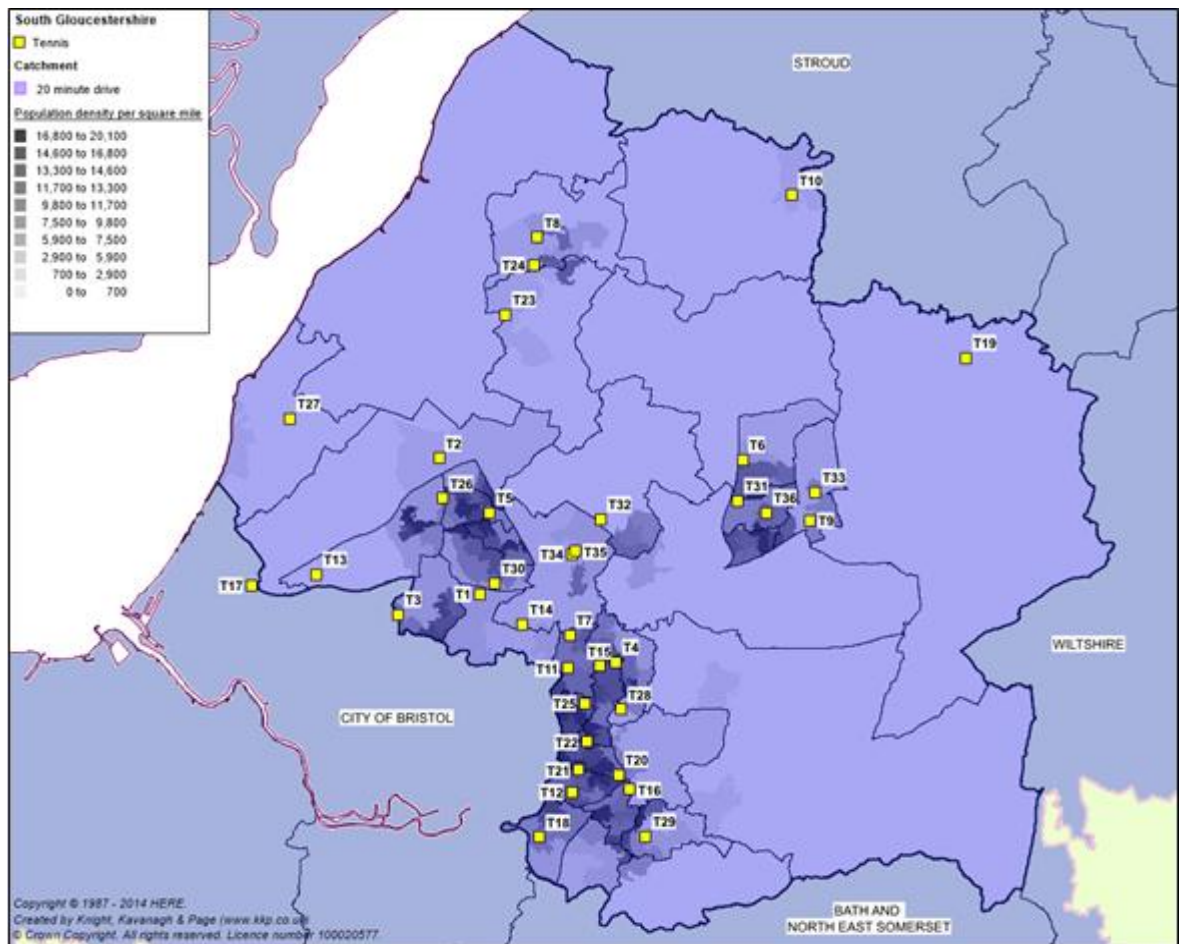 South Gloucestershire
Tennis
Catchment
20 minute drive
Population density per square mile
16,800 to 20,100
14,600 to 16,800
13,300 to 14,600
11,700 to 13,300
9,800 to 11,700
7,500 to 9,800
5,900 to 7,500
2,900 to 5,900
700 to 2,900
0 to 700
STROUD
T10
T8
T24
T23
T19
T27
T2
T6
T26
T5
T31
T36
T33
T32
T9
T34
T35
T13
T17
T30
T1
T3
T14
T7
T15
T4
T11
WILTSHIRE
T28
T25
CITY OF BRISTOL
T22
T21
T20
T12
T16
T18
T29
BATH AND
NORTH EAST SOMERSET
Copyright © 1987 - 2014 HERE.
Created by Knight, Kavanagh & Page (www.kkp.co.uk)
© Crown Copyright. All rights reserved. Licence number 100020577